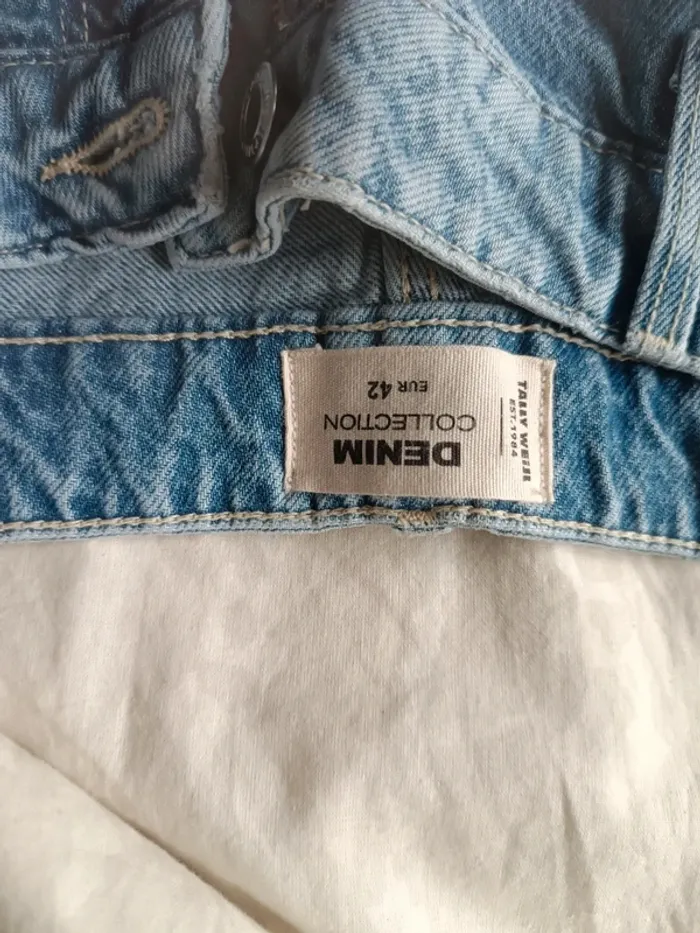 DENIM
COLLECTION
EUR 42
TALLY WEiJL
EST. 1984